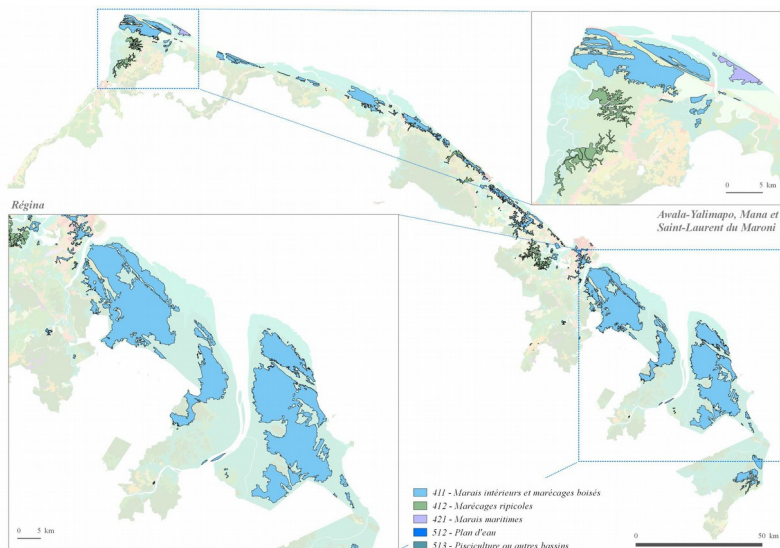 0 5 km
Régina
Awala-Yalimapo, Mana et
Saint-Laurent du Maroni
411 - Marais intérieurs et marécages boisés
412 - Marécages ripicoles
421 - Marais maritimes
512 - Plan d'eau
513 - Pisciculture ou autres bassins
0 5 km
0 50 km